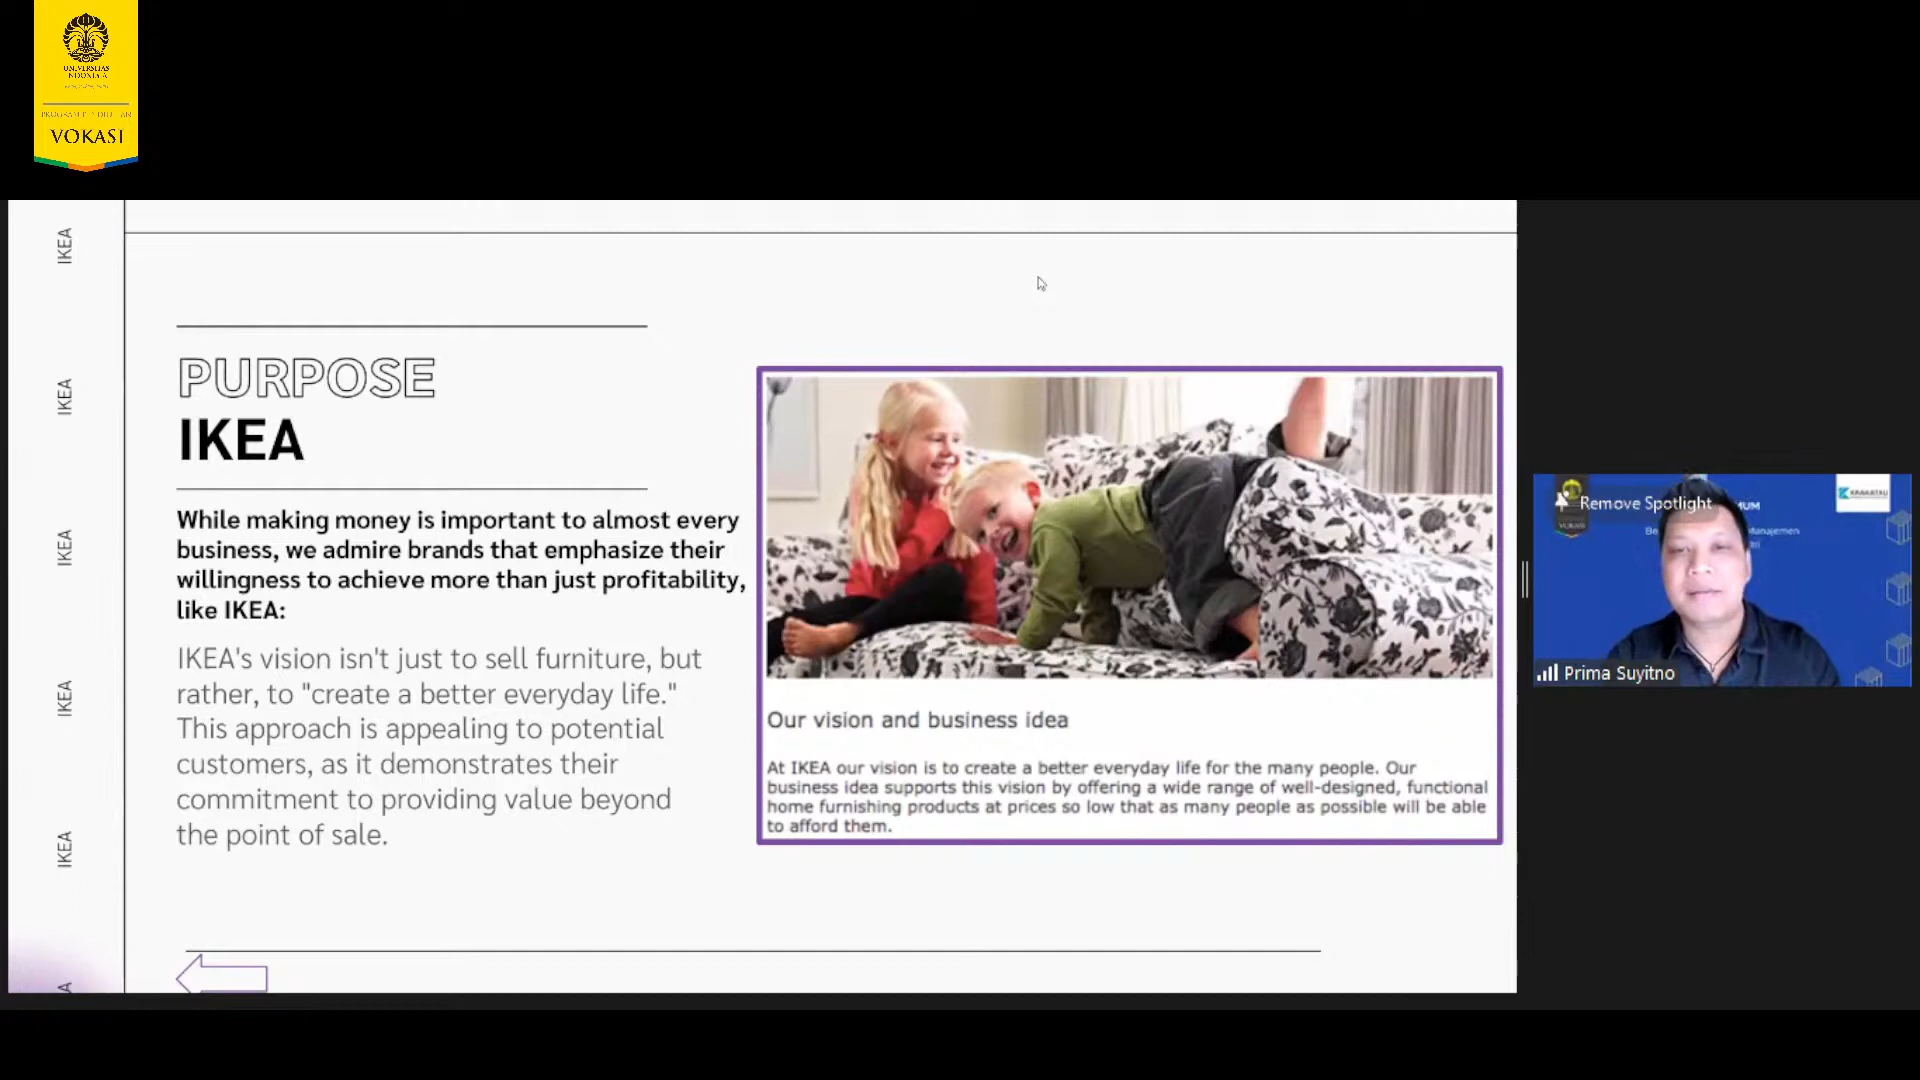 UNIVERSITAS
INDONESIA
VOKASI
IKEA
IKEA
IKEA
IKEA
IKEA
A
PURPOSE
IKEA
While making money is important to almost every
business, we admire brands that emphasize their
willingness to achieve more than just profitability,
like IKEA:
IKEA's vision isn't just to sell furniture, but
rather, to "create a better everyday life."
This approach is appealing to potential
customers, as it demonstrates their
commitment to providing value beyond
the point of sale.
Our vision and business idea
At IKEA our vision is to create a better everyday life for the many people. Our
business idea supports this vision by offering a wide range of well-designed, functional
home furnishing products at prices so low that as many people as possible will be able
to afford them.
Remove Spotlight
MUM
KRAKATAU
VOKASI
Be
Manajemen
tri
Prima Suyitno